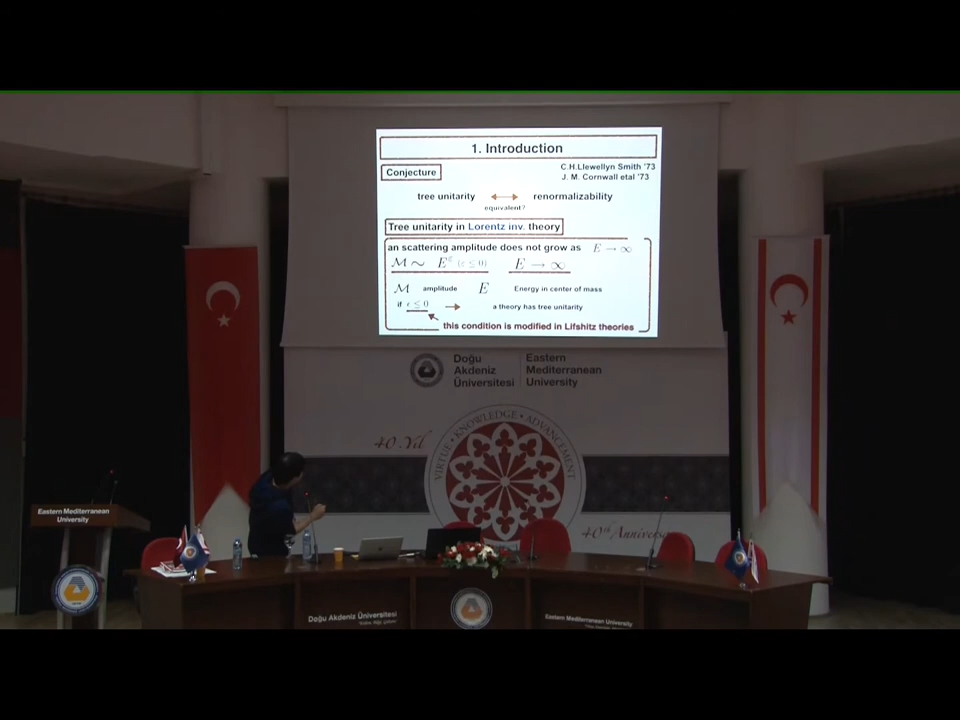 1. Introduction
Conjecture
C.H.Llewellyn Smith '73
J. M. Cornwall etal '73
tree unitarity ⟷ renormalizability
equivalent?
Tree unitarity in Lorentz inv. theory
an scattering amplitude does not grow as E → ∞
M ∼ E^ε (ε ≤ 0) E → ∞
M amplitude E Energy in center of mass
if ε ≤ 0 → a theory has tree unitarity
this condition is modified in Lifshitz theories
Doğu
Akdeniz
Üniversitesi
Eastern
Mediterranean
University
VIRTUE • KNOWLEDGE • ADVANCEMENT
40.Yıl
40th Annivers
Eastern Mediterranean
University
Doğu Akdeniz Üniversitesi
Eastern Mediterranean University